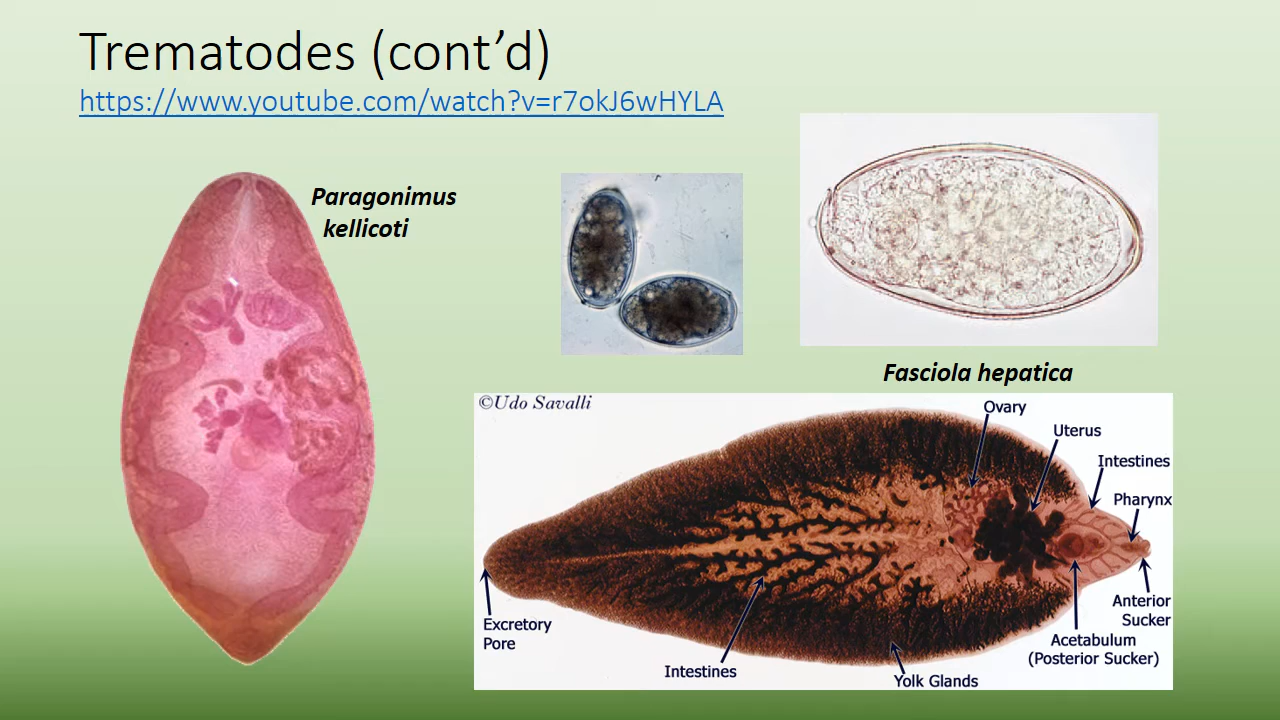 Trematodes (cont’d)
https://www.youtube.com/watch?v=r7okJ6wHYLA
Paragonimus
kellicoti
Fasciola hepatica
©Udo Savalli
Ovary
Uterus
Intestines
Pharynx
Anterior
Sucker
Acetabulum
(Posterior Sucker)
Yolk Glands
Intestines
Excretory
Pore